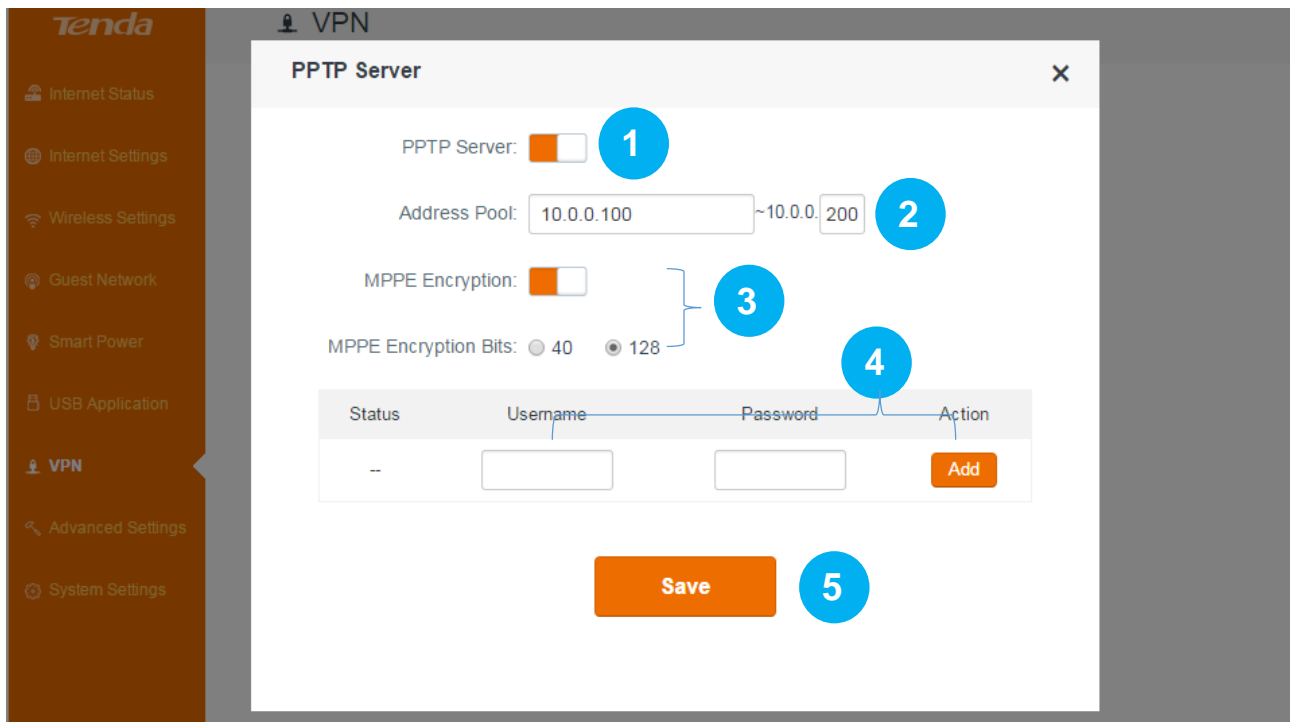 Tenda
VPN
PPTP Server ×
Internet Status
PPTP Server: 1
Internet Settings
Address Pool: 10.0.0.100 ~10.0.0. 200 2
Wireless Settings
MPPE Encryption: 3
Guest Network
Smart Power
MPPE Encryption Bits: 40 128
4
USB Application
Status Username Password Action
VPN
-- Add
Advanced Settings
Save 5
System Settings